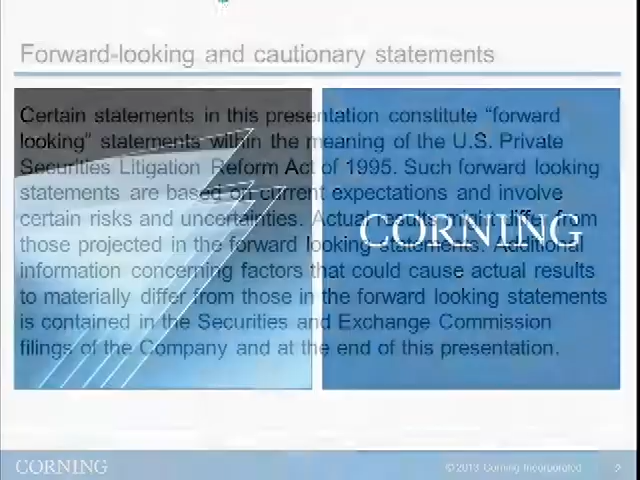 Forward-looking and cautionary statements
Certain statements in this presentation constitute “forward
looking” statements within the meaning of the U.S. Private
Securities Litigation Reform Act of 1995. Such forward looking
statements are based on current expectations and involve
certain risks and uncertainties. Actual results might differ from
those projected in the forward looking statements. Additional
information concerning factors that could cause actual results
to materially differ from those in the forward looking statements
is contained in the Securities and Exchange Commission
filings of the Company and at the end of this presentation.
CORNING
CORNING
© 2013 Corning Incorporated
2